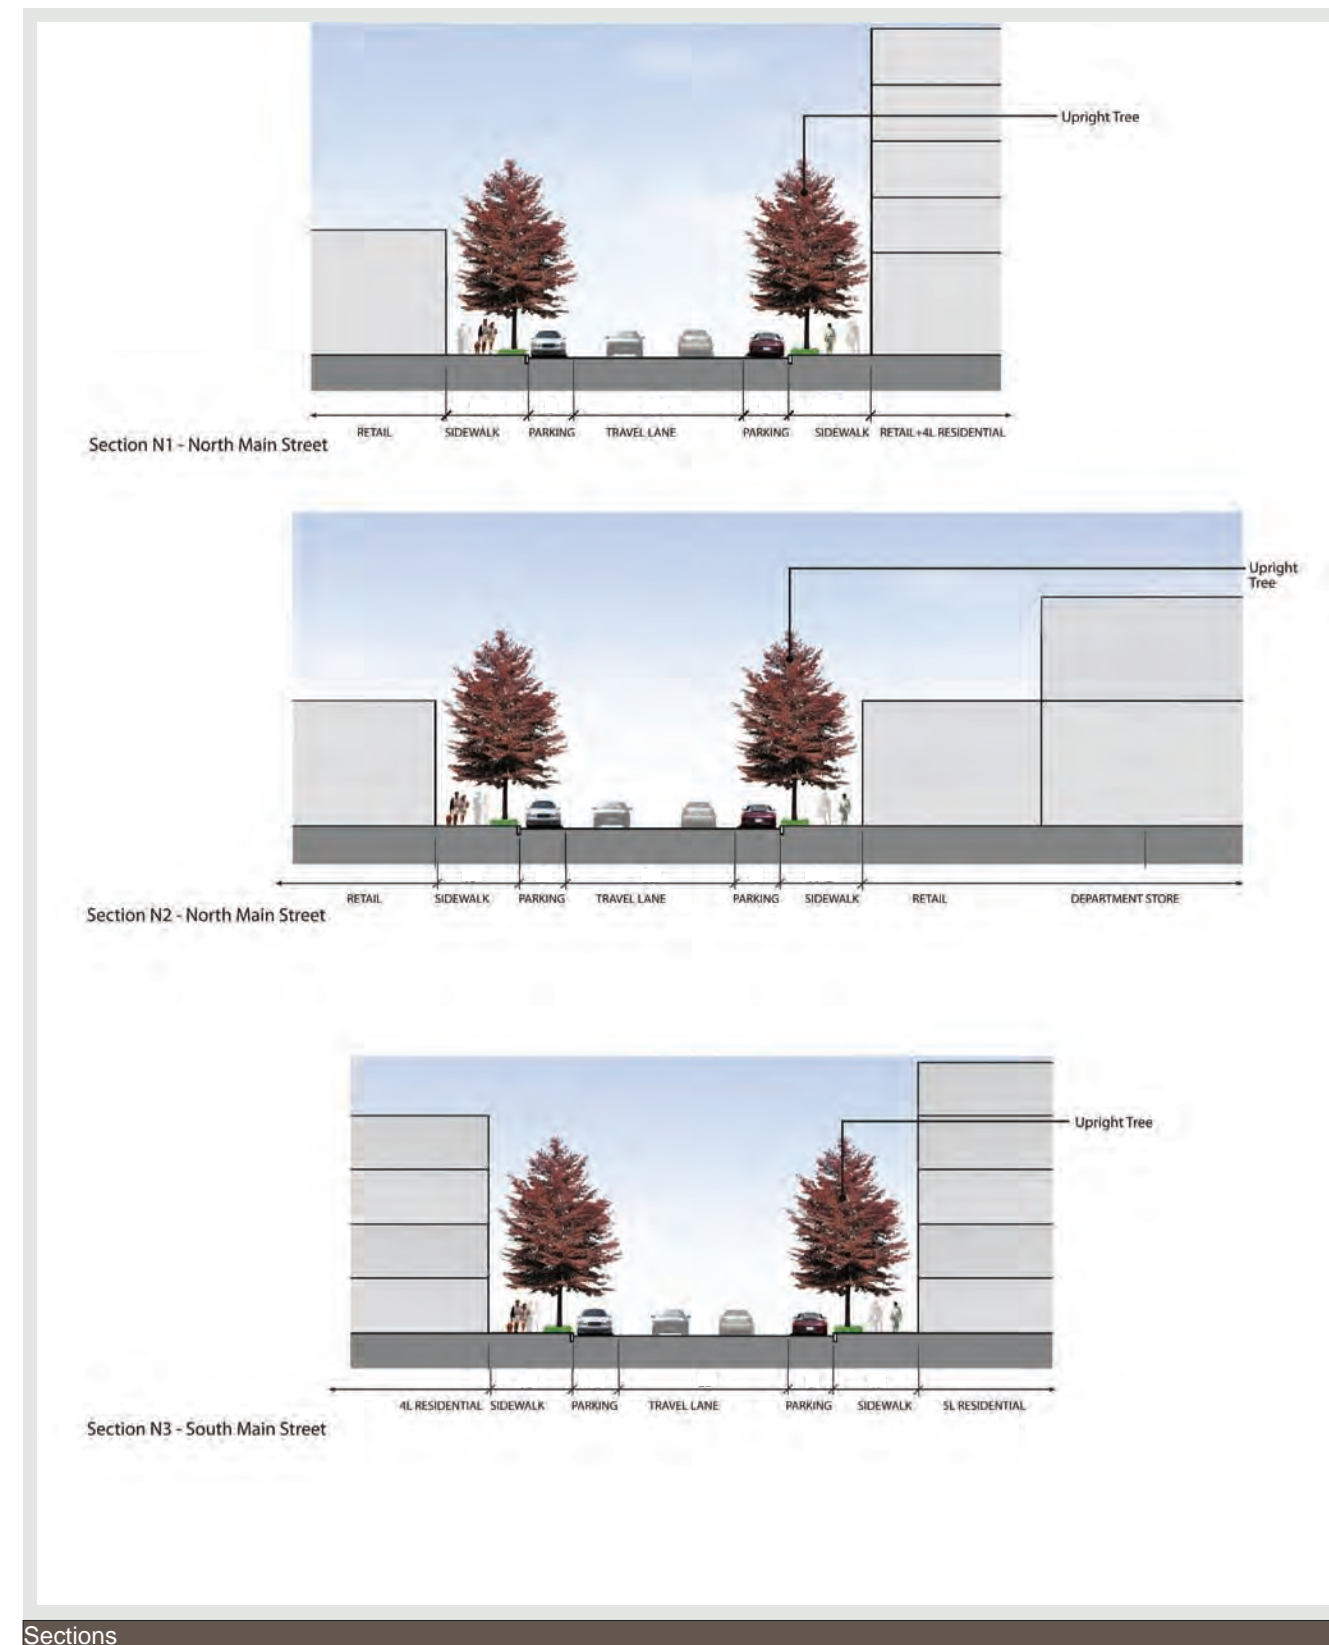 Upright Tree
RETAIL SIDEWALK PARKING TRAVEL LANE PARKING SIDEWALK RETAIL+4L RESIDENTIAL
Section N1 - North Main Street
Upright
Tree
RETAIL SIDEWALK PARKING TRAVEL LANE PARKING SIDEWALK RETAIL DEPARTMENT STORE
Section N2 - North Main Street
Upright Tree
4L RESIDENTIAL SIDEWALK PARKING TRAVEL LANE PARKING SIDEWALK 5L RESIDENTIAL
Section N3 - South Main Street
Sections